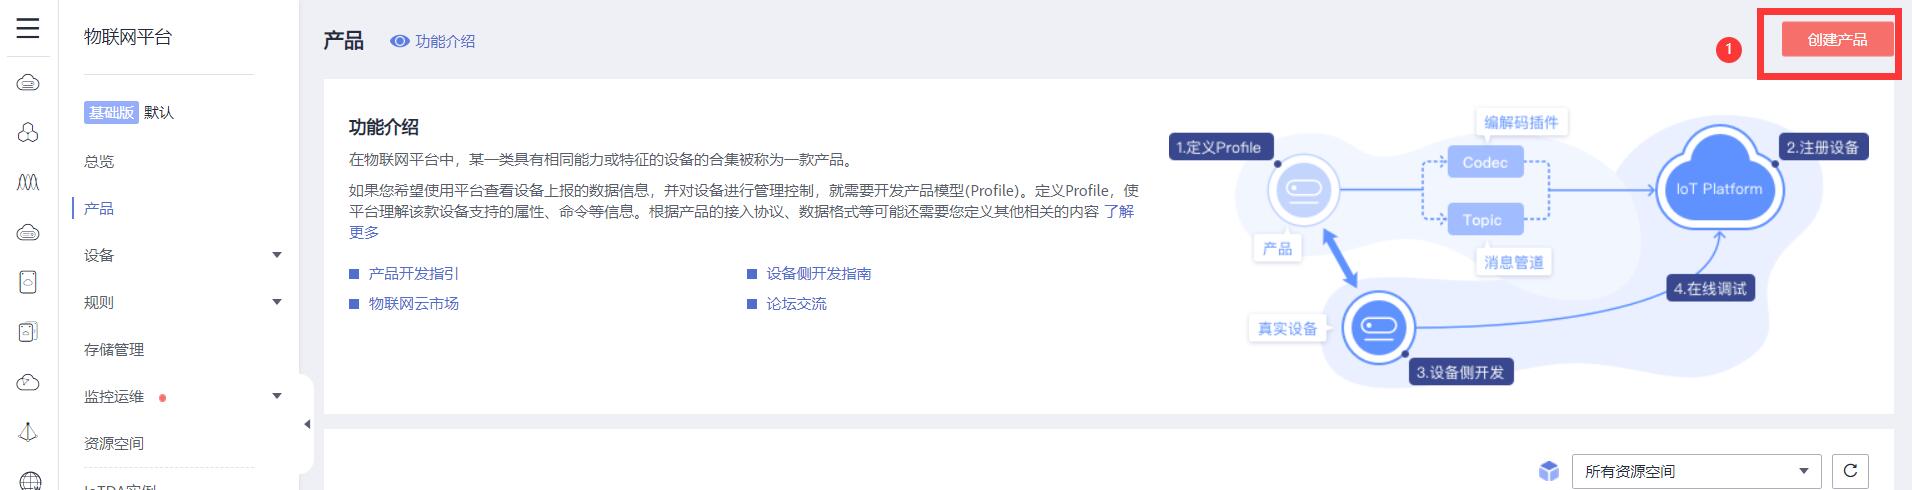 物联网平台
基础版 默认
总览
产品
设备
规则
存储管理
监控运维
资源空间
IoTDA实例
产品 功能介绍
1
创建产品
功能介绍
在物联网平台中，某一类具有相同能力或特征的设备的合集被称为一款产品。
如果您希望使用平台查看设备上报的数据信息，并对设备进行管理控制，就需要开发产品模型(Profile)。定义Profile，使
平台理解该款设备支持的属性、命令等信息。根据产品的接入协议、数据格式等可能还需要您定义其他相关的内容 了解
更多
产品开发指引
设备侧开发指南
物联网云市场
论坛交流
编解码插件
1.定义Profile
Codec
2.注册设备
IoT Platform
Topic
产品
消息管道
4.在线调试
真实设备
3.设备侧开发
所有资源空间